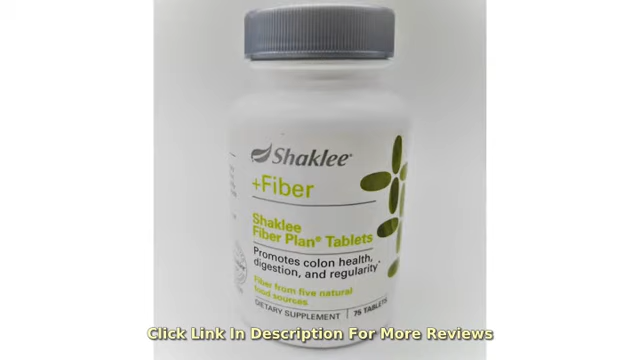 Shaklee®
+Fiber
Shaklee
Fiber Plan® Tablets
Promotes colon health,
digestion, and regularity*
Fiber from five natural
food sources
DIETARY SUPPLEMENT | 75 TABLETS
Click Link In Description For More Reviews